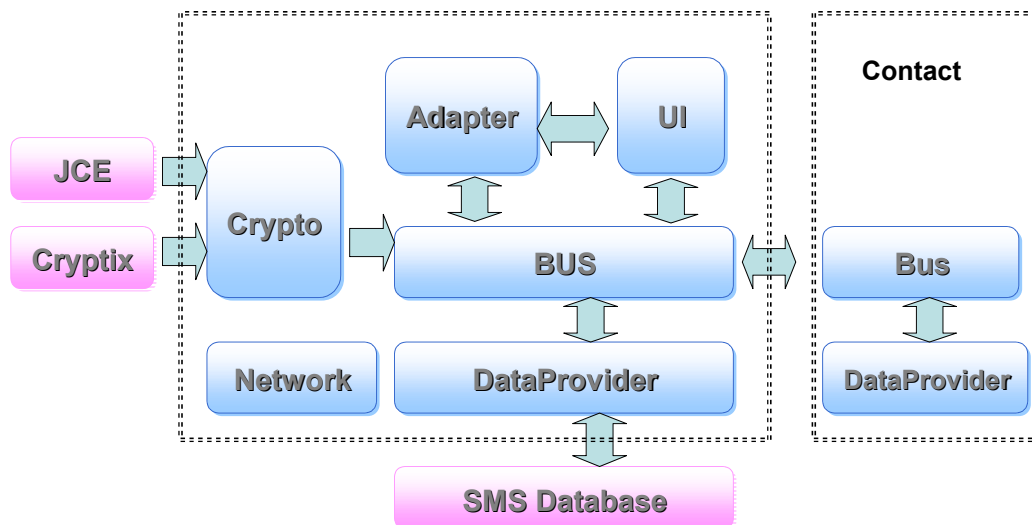 Contact
Adapter
UI
JCE
Crypto
Cryptix
BUS
Bus
Network
DataProvider
DataProvider
SMS Database